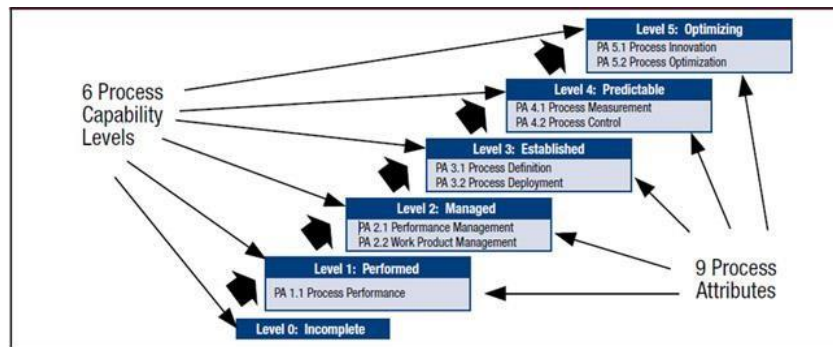 Level 5: Optimizing
PA 5.1 Process Innovation
PA 5.2 Process Optimization
6 Process
Capability
Levels
Level 4: Predictable
PA 4.1 Process Measurement
PA 4.2 Process Control
Level 3: Established
PA 3.1 Process Definition
PA 3.2 Process Deployment
Level 2: Managed
PA 2.1 Performance Management
PA 2.2 Work Product Management
Level 1: Performed
PA 1.1 Process Performance
9 Process
Attributes
Level 0: Incomplete